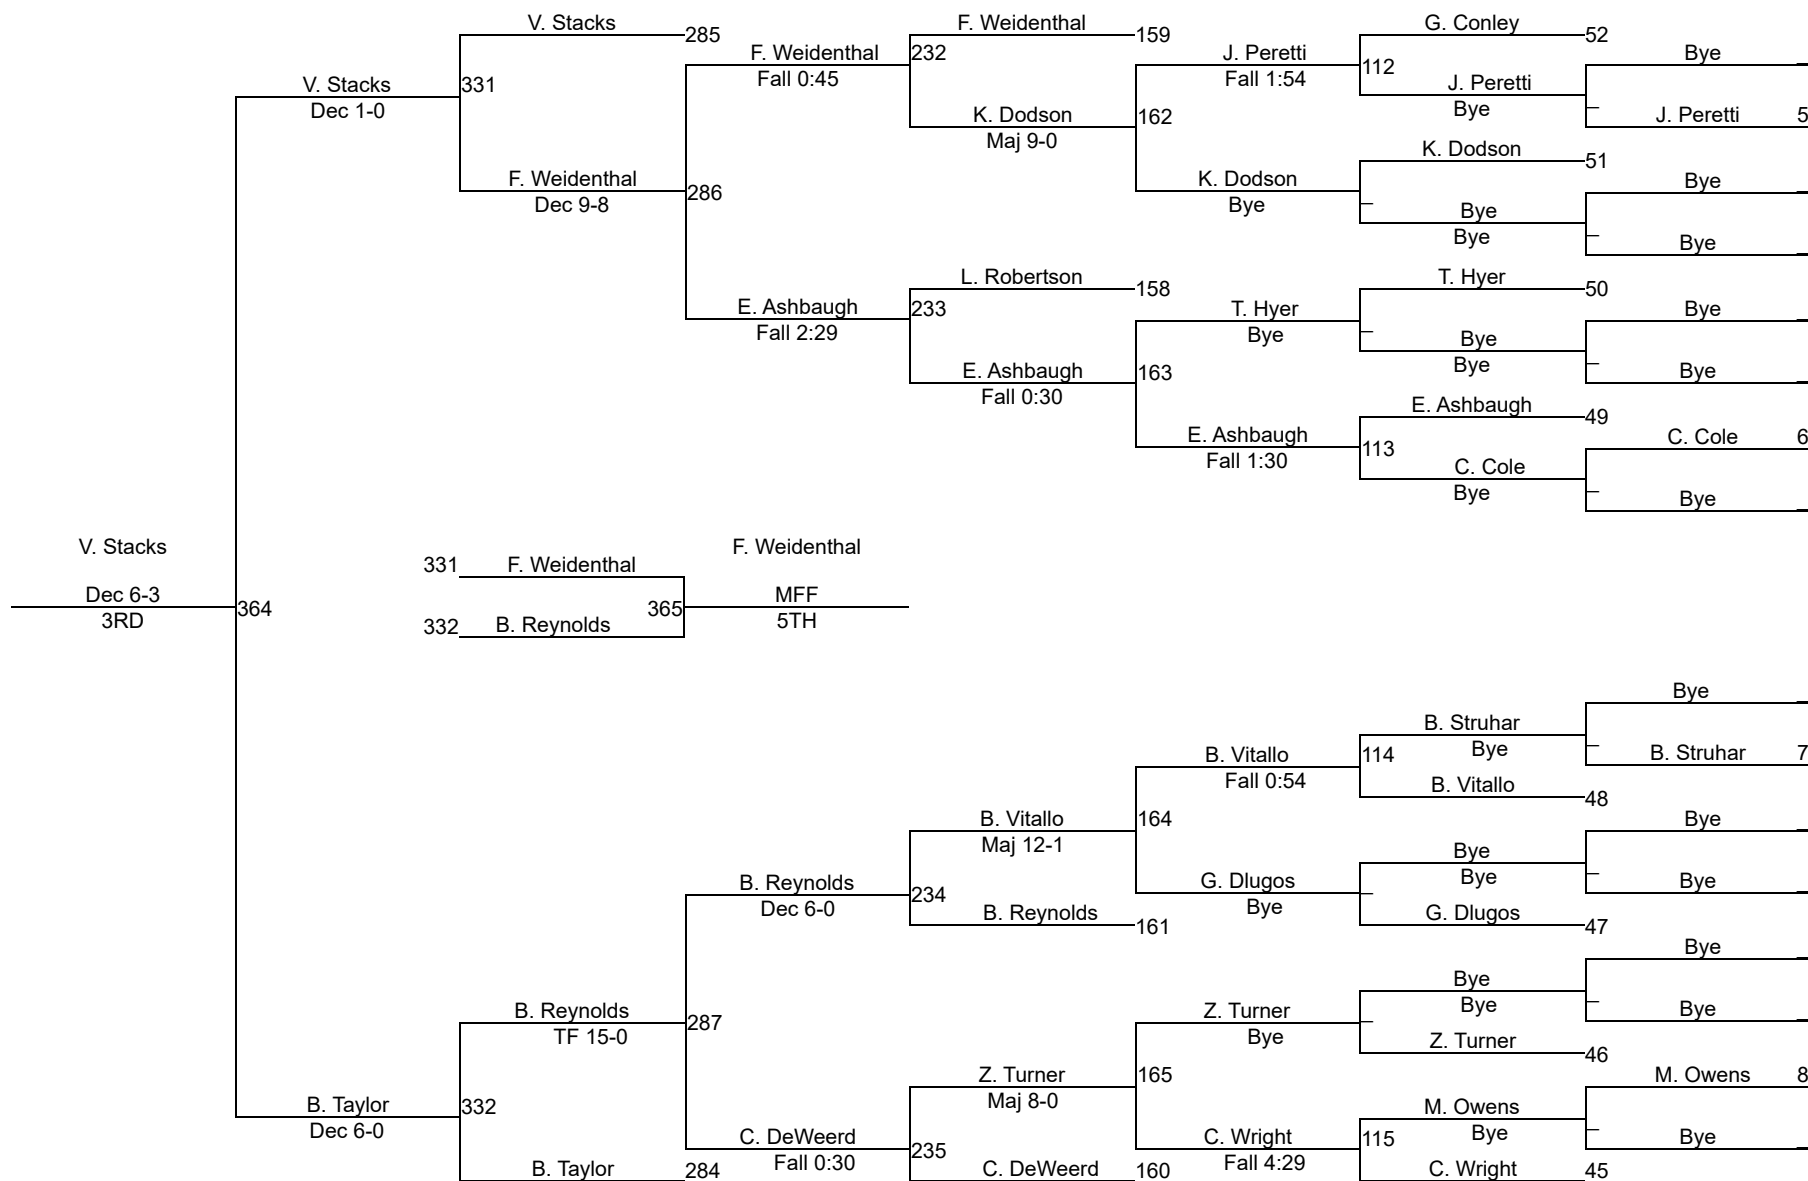 V. Stacks
F. Weidenthal
G. Conley
285
159
52
F. Weidenthal
232
J. Peretti
Bye
Fall 0:45
Fall 1:54
112
V. Stacks
331
J. Peretti
Dec 1-0
K. Dodson
162
Bye
J. Peretti 5
Maj 9-0
K. Dodson
51
F. Weidenthal
286
K. Dodson
Bye
Dec 9-8
Bye
Bye
Bye
Bye
L. Robertson
158
T. Hyer
50
E. Ashbaugh
233
T. Hyer
Bye
Fall 2:29
Bye
Bye
Bye
E. Ashbaugh
163
Bye
Fall 0:30
E. Ashbaugh
49
E. Ashbaugh
113
C. Cole 6
Fall 1:30
C. Cole
Bye
Bye
V. Stacks
F. Weidenthal
331 F. Weidenthal
Dec 6-3
364
365
MFF
3RD
332 B. Reynolds
5TH
Bye
B. Struhar
B. Vitallo
114
Bye
B. Struhar 7
Fall 0:54
B. Vitallo
48
B. Vitallo
164
Bye
Maj 12-1
Bye
B. Reynolds
234
G. Dlugos
Bye
Bye
Dec 6-0
B. Reynolds
161
Bye
G. Dlugos
47
Bye
Bye
B. Reynolds
287
Z. Turner
Bye
Bye
TF 15-0
Bye
Z. Turner
46
Z. Turner
165
M. Owens 8
B. Taylor
332
Maj 8-0
M. Owens
Dec 6-0
C. DeWeerd
235
C. Wright
115
Bye
Bye
Fall 0:30
Fall 4:29
B. Taylor
284
C. DeWeerd
160
C. Wright
45